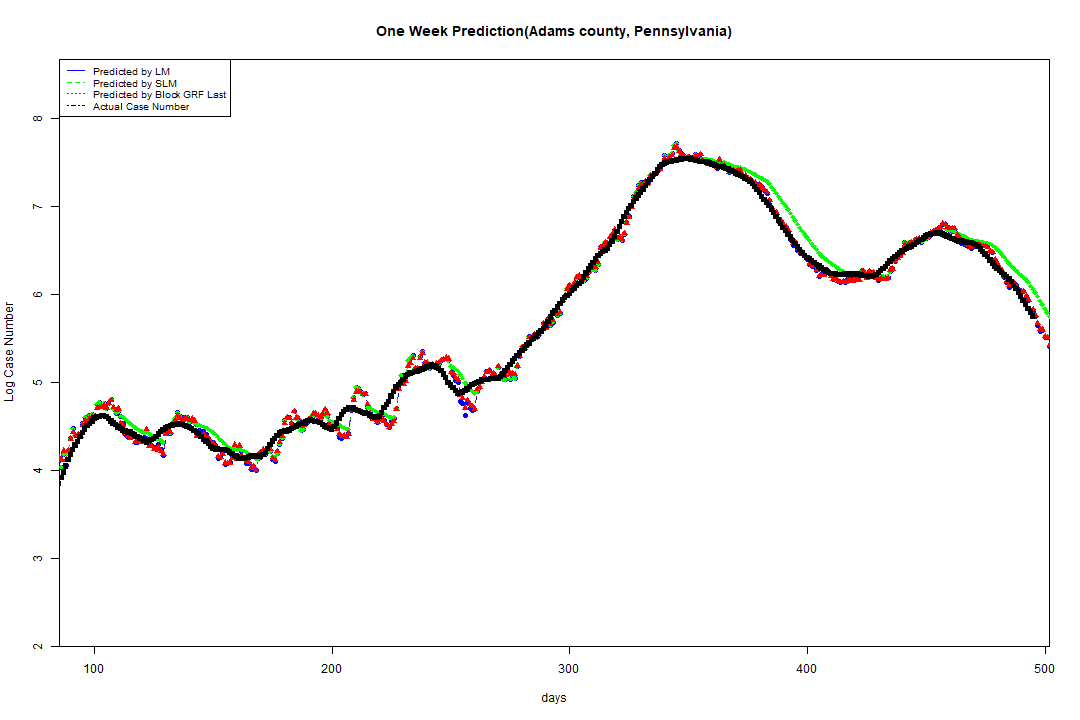 One Week Prediction(Adams county, Pennsylvania)
Predicted by LM
Predicted by SLM
Predicted by Block GRF Last
Actual Case Number
8
7
6
5
4
3
2
Log Case Number
100 200 300 400 500
days